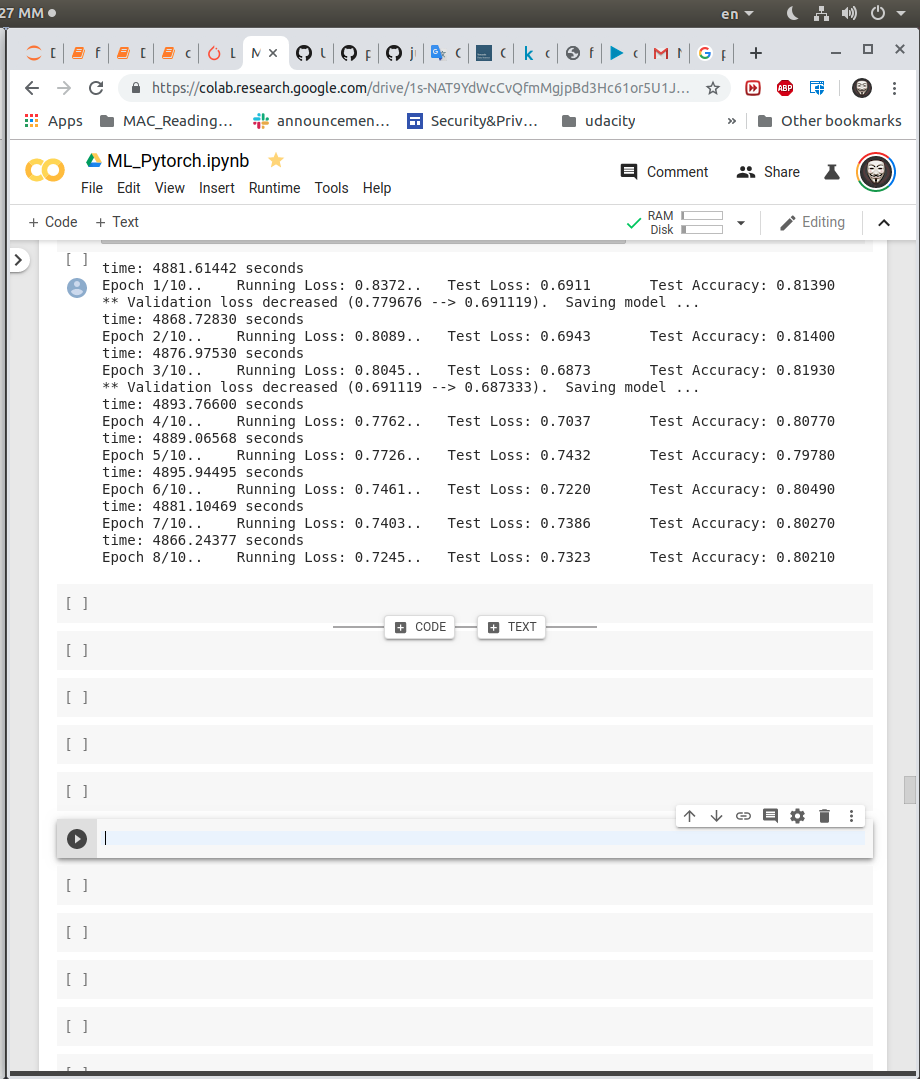 27 MM
en
https://colab.research.google.com/drive/1s-NAT9YdWcCvQfmMgjpBd3Hc61or5U1J...
ABP
Apps MAC_Reading... announcemen... Security&Priv... udacity » Other bookmarks
ML_Pytorch.ipynb
Comment Share
File Edit View Insert Runtime Tools Help
+ Code + Text
RAM
Disk
Editing
[ ]
time: 4881.61442 seconds
Epoch 1/10.. Running Loss: 0.8372.. Test Loss: 0.6911 Test Accuracy: 0.81390
** Validation loss decreased (0.779676 --> 0.691119). Saving model ...
time: 4868.72830 seconds
Epoch 2/10.. Running Loss: 0.8089.. Test Loss: 0.6943 Test Accuracy: 0.81400
time: 4876.97530 seconds
Epoch 3/10.. Running Loss: 0.8045.. Test Loss: 0.6873 Test Accuracy: 0.81930
** Validation loss decreased (0.691119 --> 0.687333). Saving model ...
time: 4893.76600 seconds
Epoch 4/10.. Running Loss: 0.7762.. Test Loss: 0.7037 Test Accuracy: 0.80770
time: 4889.06568 seconds
Epoch 5/10.. Running Loss: 0.7726.. Test Loss: 0.7432 Test Accuracy: 0.79780
time: 4895.94495 seconds
Epoch 6/10.. Running Loss: 0.7461.. Test Loss: 0.7220 Test Accuracy: 0.80490
time: 4881.10469 seconds
Epoch 7/10.. Running Loss: 0.7403.. Test Loss: 0.7386 Test Accuracy: 0.80270
time: 4866.24377 seconds
Epoch 8/10.. Running Loss: 0.7245.. Test Loss: 0.7323 Test Accuracy: 0.80210
[ ]
CODE TEXT
[ ]
[ ]
[ ]
[ ]
[ ]
[ ]
[ ]
[ ]